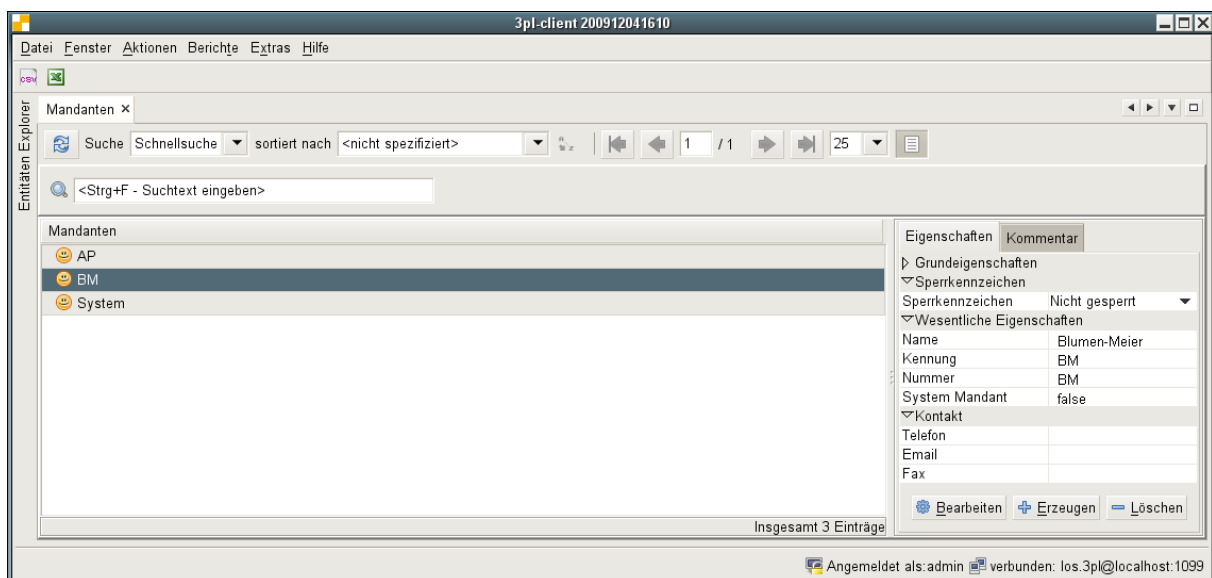 3pl-client 200912041610
Datei Fenster Aktionen Berichte Extras Hilfe
csv
Entitäten Explorer
Mandanten
Suche Schnellsuche sortiert nach <nicht spezifiziert> 1 / 1 25
<Strg+F - Suchtext eingeben>
Mandanten
AP
BM
System
Insgesamt 3 Einträge
Eigenschaften Kommentar
Grundeigenschaften
Sperrkennzeichen
Sperrkennzeichen Nicht gesperrt
Wesentliche Eigenschaften
Name Blumen-Meier
Kennung BM
Nummer BM
System Mandant false
Kontakt
Telefon
Email
Fax
Bearbeiten Erzeugen Löschen
Angemeldet als:admin verbunden: los.3pl@localhost:1099